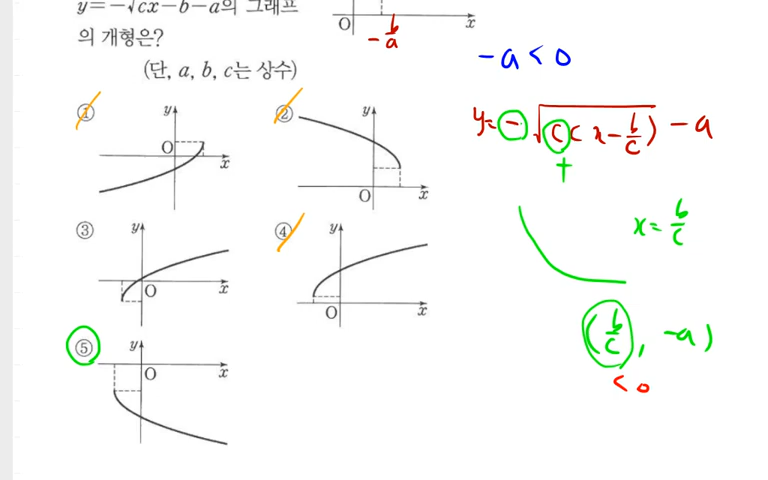 y=-√cx-b-a의 그래프
의 개형은?
(단, a, b, c는 상수)
O
-b/a
x
-a < 0
y=-√c(x-b/c) -a
+
x=b/c
(b/c, -a)
<0
①
y
O
x
②
y
O
x
③
y
O
x
④
y
O
x
⑤
y
O
x